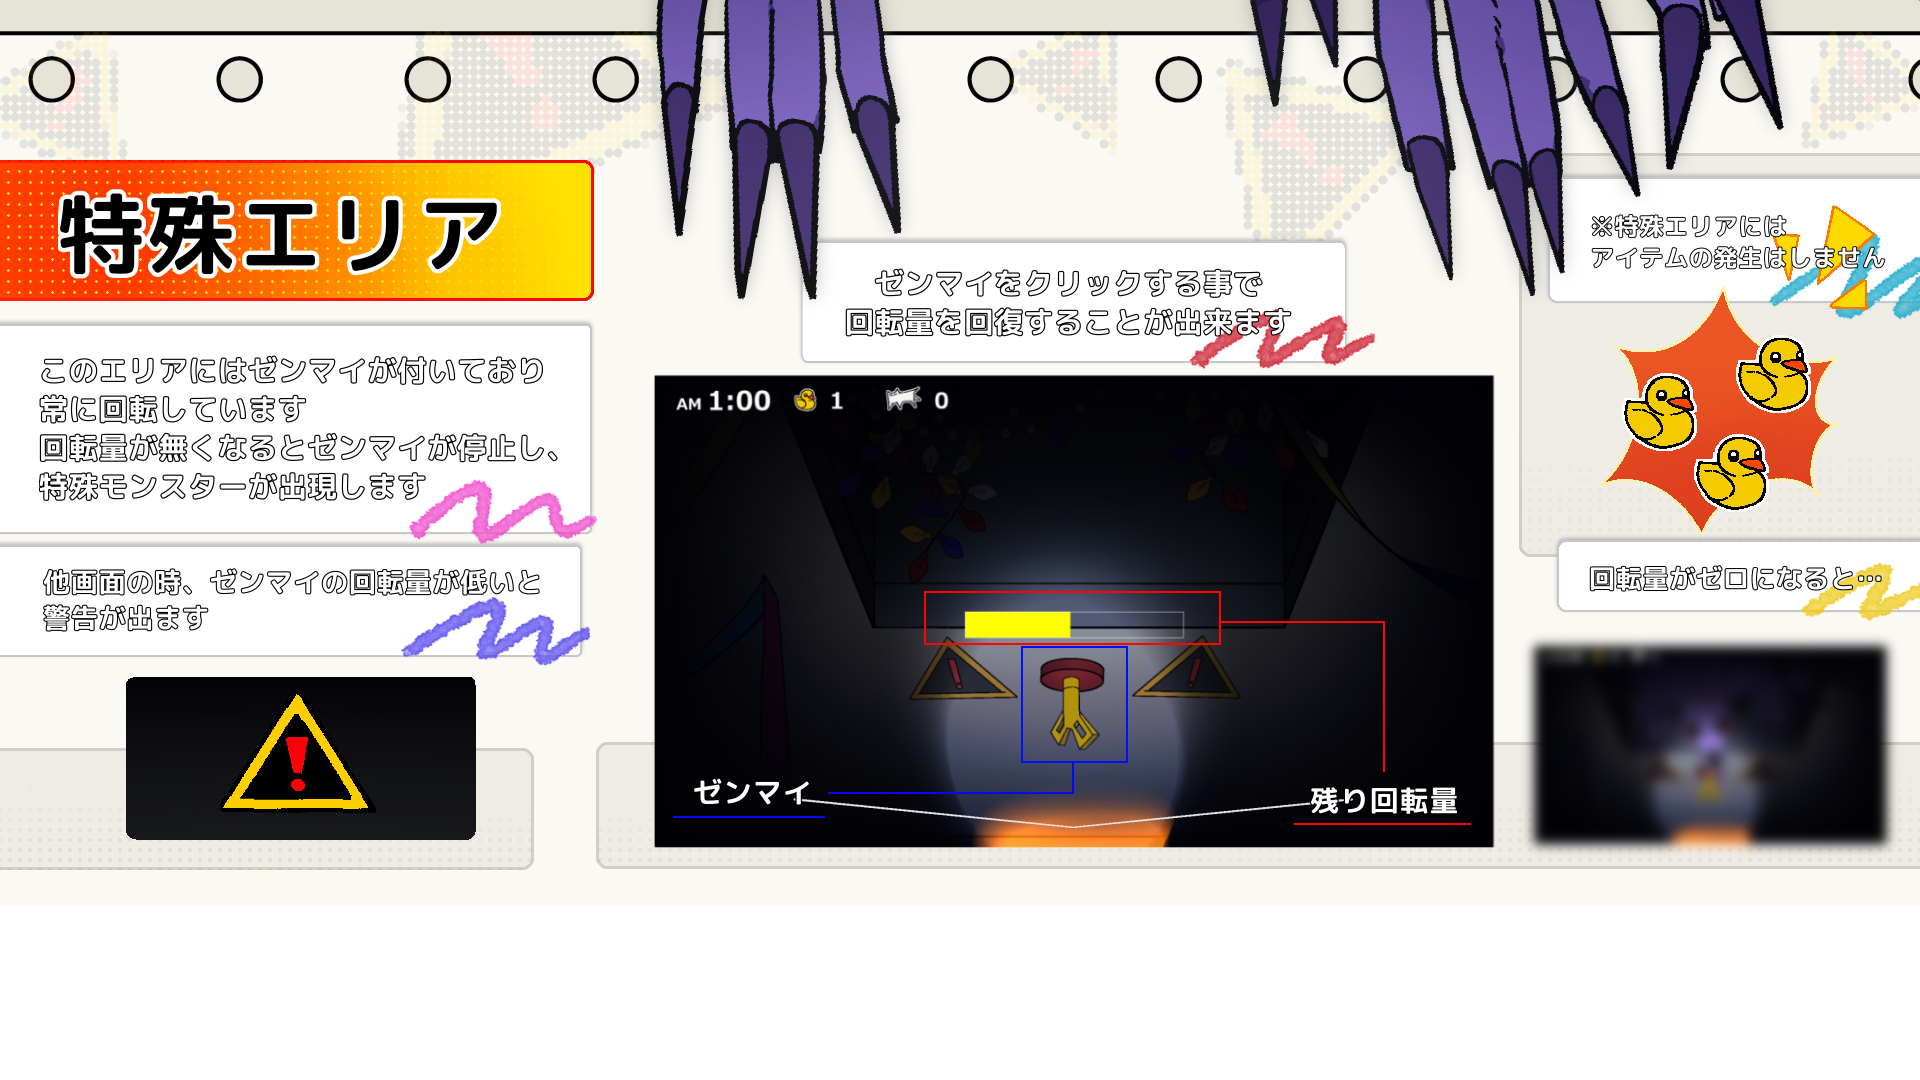 特殊エリア
このエリアにはゼンマイが付いており
常に回転しています
回転量が無くなるとゼンマイが停止し、
特殊モンスターが出現します
他画面の時、ゼンマイの回転量が低いと
警告が出ます
ゼンマイをクリックする事で
回転量を回復することが出来ます
AM 1:00 1 0
ゼンマイ
残り回転量
※特殊エリアには
アイテムの発生はしません
回転量がゼロになると…